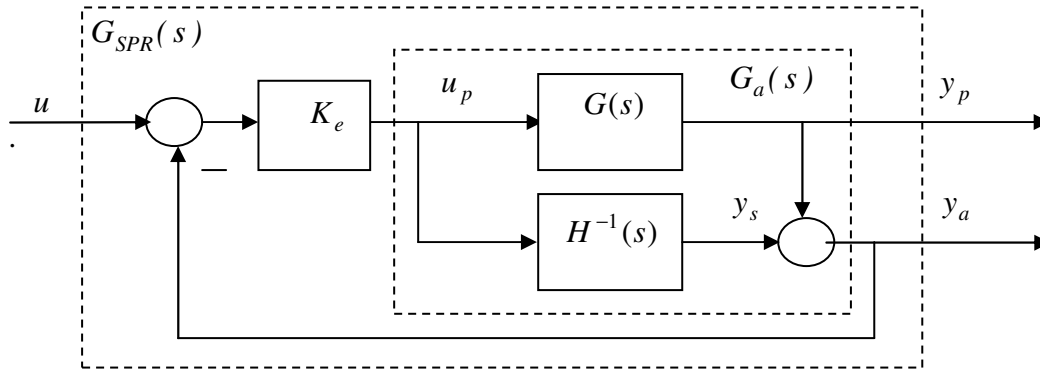 G_SPR(s)
u
.
K_e
u_p
G(s)
G_a(s)
y_p
—
H^{-1}(s)
y_s
y_a